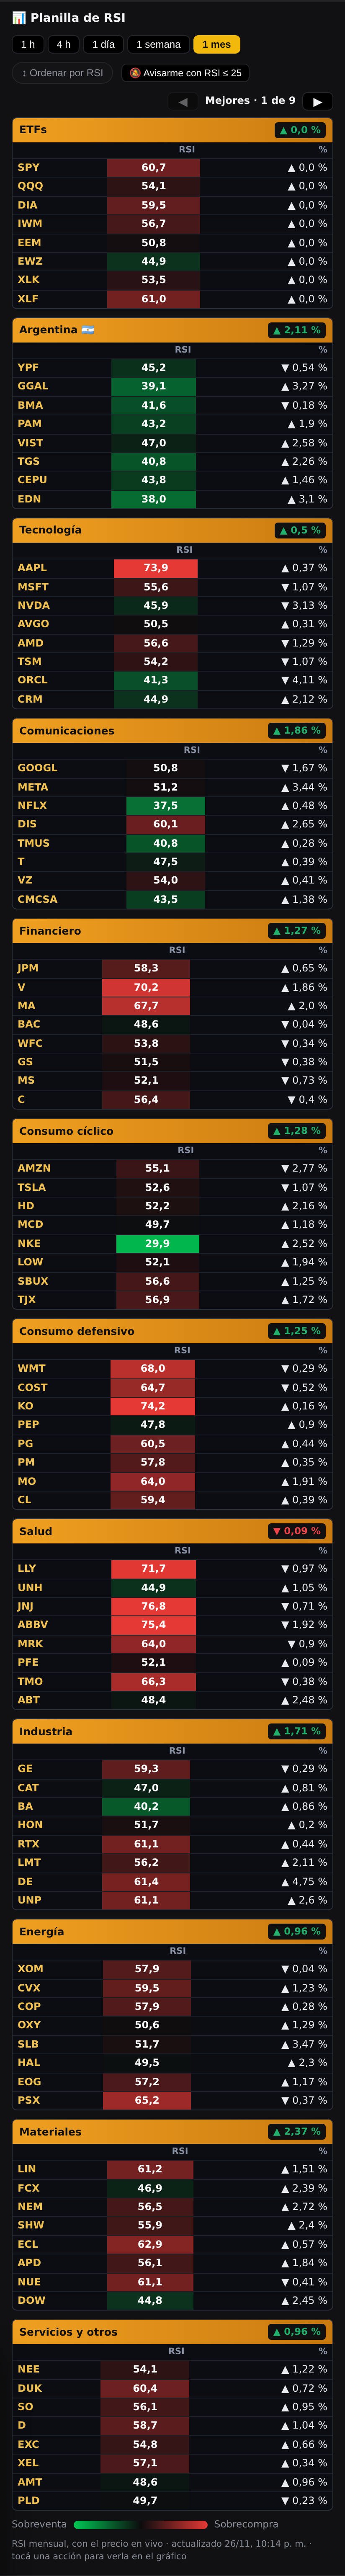 📊 Planilla de RSI
1 h 4 h 1 día 1 semana 1 mes
↕ Ordenar por RSI 🔕 Avisarme con RSI ≤ 25
◀ Mejores · 1 de 9 ▶
ETFs ▲ 0,0 %
RSI %
SPY 60,7 ▲ 0,0 %
QQQ 54,1 ▲ 0,0 %
DIA 59,5 ▲ 0,0 %
IWM 56,7 ▲ 0,0 %
EEM 50,8 ▲ 0,0 %
EWZ 44,9 ▲ 0,0 %
XLK 53,5 ▲ 0,0 %
XLF 61,0 ▲ 0,0 %
Argentina 🇦🇷 ▲ 2,11 %
RSI %
YPF 45,2 ▼ 0,54 %
GGAL 39,1 ▲ 3,27 %
BMA 41,6 ▼ 0,18 %
PAM 43,2 ▲ 1,9 %
VIST 47,0 ▲ 2,58 %
TGS 40,8 ▲ 2,26 %
CEPU 43,8 ▲ 1,46 %
EDN 38,0 ▲ 3,1 %
Tecnología ▲ 0,5 %
RSI %
AAPL 73,9 ▲ 0,37 %
MSFT 55,6 ▼ 1,07 %
NVDA 45,9 ▼ 3,13 %
AVGO 50,5 ▲ 0,31 %
AMD 56,6 ▼ 1,29 %
TSM 54,2 ▼ 1,07 %
ORCL 41,3 ▼ 4,11 %
CRM 44,9 ▲ 2,12 %
Comunicaciones ▲ 1,86 %
RSI %
GOOGL 50,8 ▼ 1,67 %
META 51,2 ▲ 3,44 %
NFLX 37,5 ▲ 0,48 %
DIS 60,1 ▲ 2,65 %
TMUS 40,8 ▲ 0,28 %
T 47,5 ▲ 0,39 %
VZ 54,0 ▲ 0,41 %
CMCSA 43,5 ▲ 1,38 %
Financiero ▲ 1,27 %
RSI %
JPM 58,3 ▲ 0,65 %
V 70,2 ▲ 1,86 %
MA 67,7 ▲ 2,0 %
BAC 48,6 ▼ 0,04 %
WFC 53,8 ▼ 0,34 %
GS 51,5 ▼ 0,38 %
MS 52,1 ▼ 0,73 %
C 56,4 ▼ 0,4 %
Consumo cíclico ▲ 1,28 %
RSI %
AMZN 55,1 ▼ 2,77 %
TSLA 52,6 ▼ 1,07 %
HD 52,2 ▲ 2,16 %
MCD 49,7 ▲ 1,18 %
NKE 29,9 ▲ 2,52 %
LOW 52,1 ▲ 1,94 %
SBUX 56,6 ▲ 1,25 %
TJX 56,9 ▲ 1,72 %
Consumo defensivo ▲ 1,25 %
RSI %
WMT 68,0 ▼ 0,29 %
COST 64,7 ▼ 0,52 %
KO 74,2 ▲ 0,16 %
PEP 47,8 ▲ 0,9 %
PG 60,5 ▲ 0,44 %
PM 57,8 ▲ 0,35 %
MO 64,0 ▲ 1,91 %
CL 59,4 ▲ 0,39 %
Salud ▼ 0,09 %
RSI %
LLY 71,7 ▼ 0,97 %
UNH 44,9 ▲ 1,05 %
JNJ 76,8 ▼ 0,71 %
ABBV 75,4 ▼ 1,92 %
MRK 64,0 ▼ 0,9 %
PFE 52,1 ▲ 0,09 %
TMO 66,3 ▼ 0,38 %
ABT 48,4 ▲ 2,48 %
Industria ▲ 1,71 %
RSI %
GE 59,3 ▼ 0,29 %
CAT 47,0 ▲ 0,81 %
BA 40,2 ▲ 0,86 %
HON 51,7 ▲ 0,2 %
RTX 61,1 ▲ 0,44 %
LMT 56,2 ▲ 2,11 %
DE 61,4 ▲ 4,75 %
UNP 61,1 ▲ 2,6 %
Energía ▲ 0,96 %
RSI %
XOM 57,9 ▼ 0,04 %
CVX 59,5 ▲ 1,23 %
COP 57,9 ▲ 0,28 %
OXY 50,6 ▲ 1,29 %
SLB 51,7 ▲ 3,47 %
HAL 49,5 ▲ 2,3 %
EOG 57,2 ▲ 1,17 %
PSX 65,2 ▼ 0,37 %
Materiales ▲ 2,37 %
RSI %
LIN 61,2 ▲ 1,51 %
FCX 46,9 ▲ 2,39 %
NEM 56,5 ▲ 2,72 %
SHW 55,9 ▲ 2,4 %
ECL 62,9 ▲ 0,57 %
APD 56,1 ▲ 1,84 %
NUE 61,1 ▼ 0,41 %
DOW 44,8 ▲ 2,45 %
Servicios y otros ▲ 0,96 %
RSI %
NEE 54,1 ▲ 1,22 %
DUK 60,4 ▲ 0,72 %
SO 56,1 ▲ 0,95 %
D 58,7 ▲ 1,04 %
EXC 54,8 ▲ 0,66 %
XEL 57,1 ▲ 0,34 %
AMT 48,6 ▲ 0,96 %
PLD 49,7 ▼ 0,23 %
Sobreventa Sobrecompra
RSI mensual, con el precio en vivo · actualizado 26/11, 10:14 p. m. ·
tocá una acción para verla en el gráfico